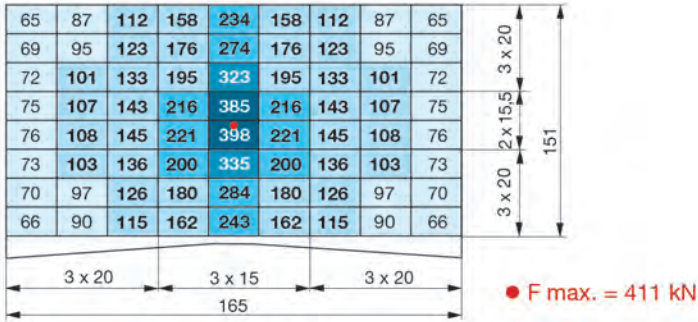 65 87 112 158 234 158 112 87 65
69 95 123 176 274 176 123 95 69
72 101 133 195 323 195 133 101 72
75 107 143 216 385 216 143 107 75
76 108 145 221 398 221 145 108 76
73 103 136 200 335 200 136 103 73
70 97 126 180 284 180 126 97 70
66 90 115 162 243 162 115 90 66
3 x 20
2 x 15,5
3 x 20
151
3 x 20 3 x 15 3 x 20
165
F max. = 411 kN